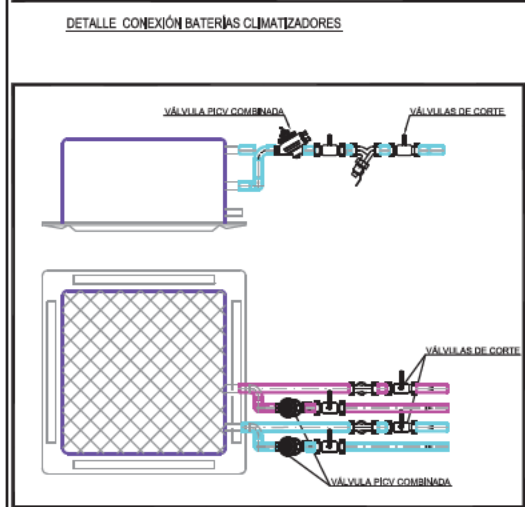 DETALLE CONEXIÓN BATERÍAS CLIMATIZADORES
VÁLVULA PICV COMBINADA
VÁLVULAS DE CORTE
VÁLVULAS DE CORTE
VÁLVULA PICV COMBINADA